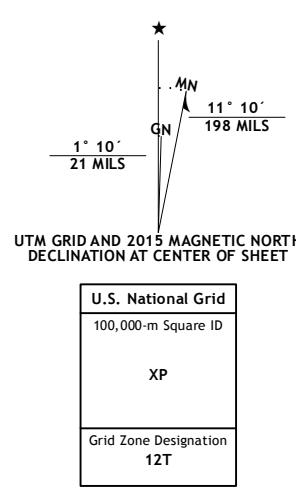 ★
MN
GN
11° 10´
198 MILS
1° 10´
21 MILS
UTM GRID AND 2015 MAGNETIC NORTH
DECLINATION AT CENTER OF SHEET
U.S. National Grid
100,000-m Square ID
XP
Grid Zone Designation
12T